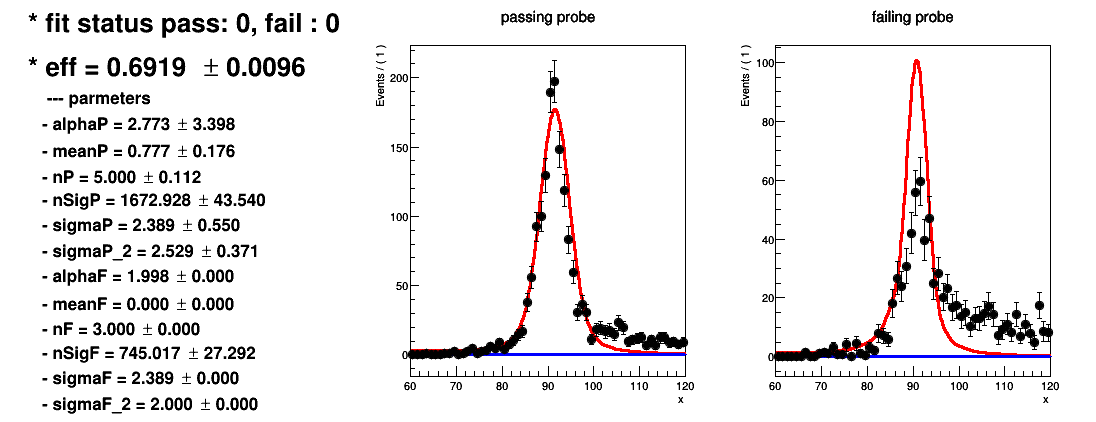 * fit status pass: 0, fail : 0
* eff = 0.6919 ± 0.0096
--- parmeters
- alphaP = 2.773 ± 3.398
- meanP = 0.777 ± 0.176
- nP = 5.000 ± 0.112
- nSigP = 1672.928 ± 43.540
- sigmaP = 2.389 ± 0.550
- sigmaP_2 = 2.529 ± 0.371
- alphaF = 1.998 ± 0.000
- meanF = 0.000 ± 0.000
- nF = 3.000 ± 0.000
- nSigF = 745.017 ± 27.292
- sigmaF = 2.389 ± 0.000
- sigmaF_2 = 2.000 ± 0.000
passing probe
Events / ( 1 )
200
150
100
50
0
60 70 80 90 100 110 120
x
failing probe
Events / ( 1 )
100
80
60
40
20
0
60 70 80 90 100 110 120
x